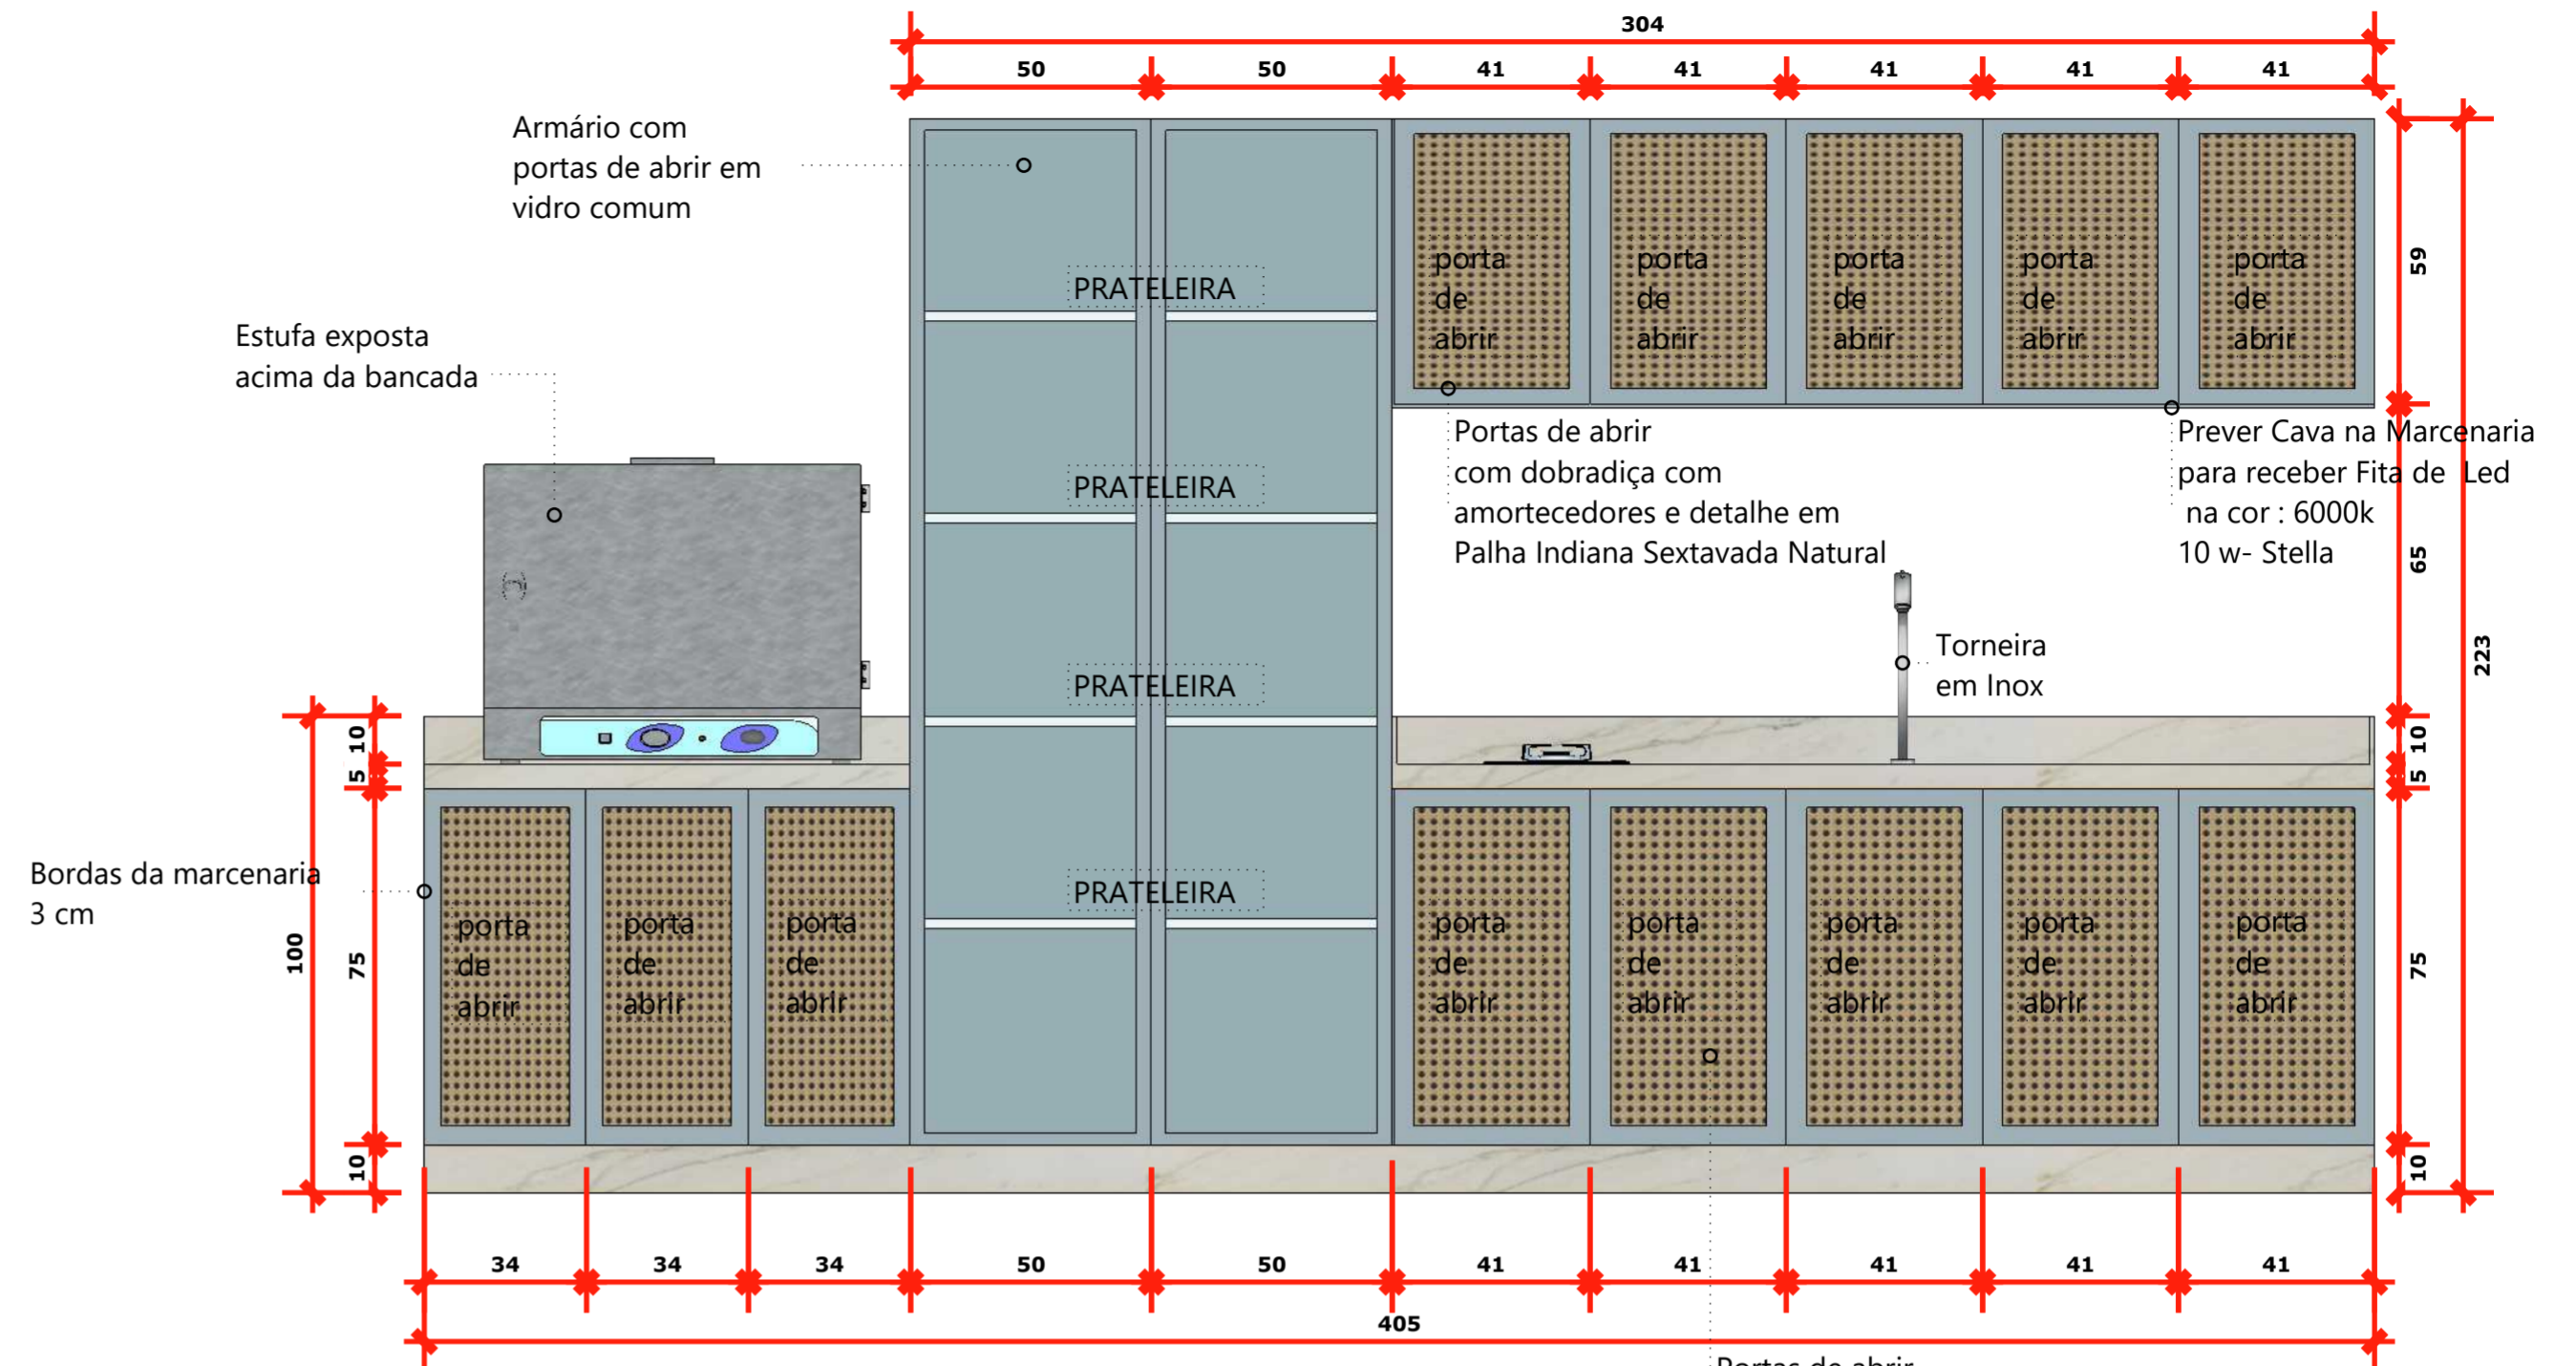 304
50
50
41
41
41
41
41
Armário com
portas de abrir em
vidro comum
Estufa exposta
acima da bancada
PRATELEIRA
PRATELEIRA
PRATELEIRA
PRATELEIRA
porta
de
abrir
porta
de
abrir
porta
de
abrir
porta
de
abrir
porta
de
abrir
59
Portas de abrir
com dobradiça com
amortecedores e detalhe em
Palha Indiana Sextavada Natural
Prever Cava na Marcenaria
para receber Fita de Led
na cor : 6000k
10 w- Stella
65
223
Torneira
em Inox
10
5
75
10
100
10
5
75
10
Bordas da marcenaria
3 cm
porta
de
abrir
porta
de
abrir
porta
de
abrir
porta
de
abrir
porta
de
abrir
porta
de
abrir
porta
de
abrir
porta
de
abrir
34
34
34
50
50
41
41
41
41
41
405
Portas de abrir